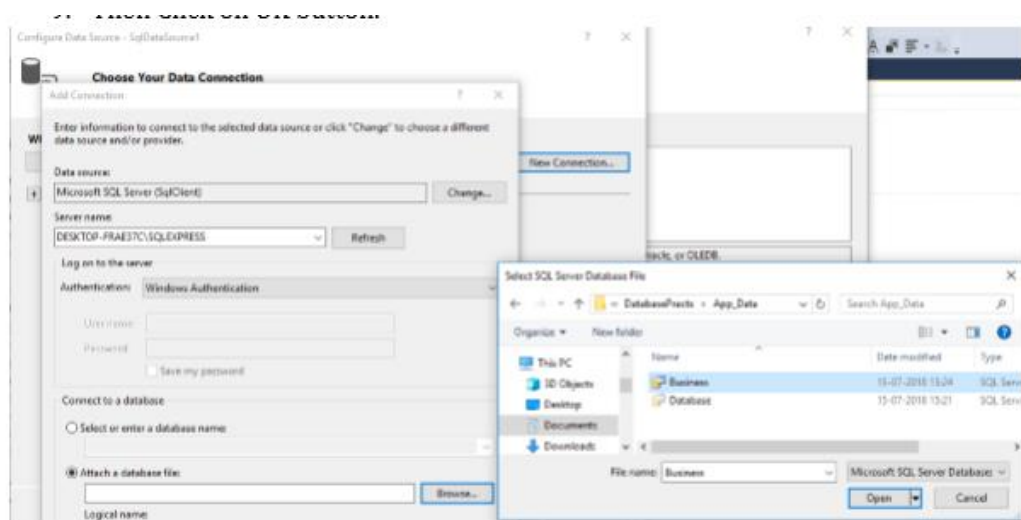 9. Then Click on OK button.
Configure Data Source - SqlDataSource1
Choose Your Data Connection
Add Connection
Enter information to connect to the selected data source or click "Change" to choose a different
data source and/or provider.
New Connection...
Data source:
Microsoft SQL Server (SqlClient)
Change...
Server name:
DESKTOP-FRAE37C\SQLEXPRESS
Refresh
Log on to the server
Authentication:
Windows Authentication
User name:
Password:
Save my password
Connect to a database
Select or enter a database name:
Attach a database file:
Browse...
Logical name:
or OLEDB.
Select SQL Server Database File
App_Data
Search App_Data
Organize
New folder
Name
Date modified
Type
This PC
3D Objects
Desktop
Documents
Downloads
Business
15-07-2018 15:24
SQL Serv
Database
15-07-2018 15:21
SQL Serv
File name:
Business
Microsoft SQL Server Databases
Open
Cancel